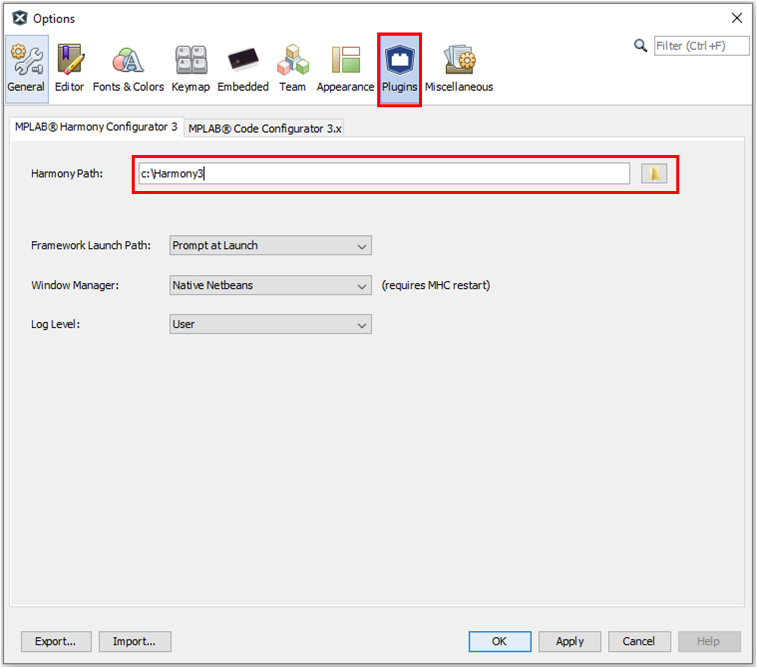 Options
Filter (Ctrl+F)
General Editor Fonts & Colors Keymap Embedded Team Appearance Plugins Miscellaneous
MPLAB® Harmony Configurator 3 MPLAB® Code Configurator 3.x
Harmony Path: c:\Harmony3
Framework Launch Path: Prompt at Launch
Window Manager: Native Netbeans (requires MHC restart)
Log Level: User
Export... Import... OK Apply Cancel Help